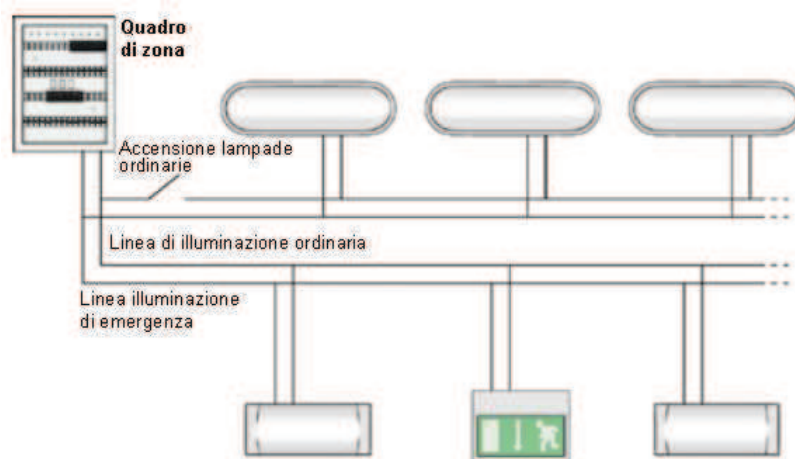 Quadro
di zona
Accensione lampade
ordinarie
Linea di illuminazione ordinaria
Linea illuminazione
di emergenza